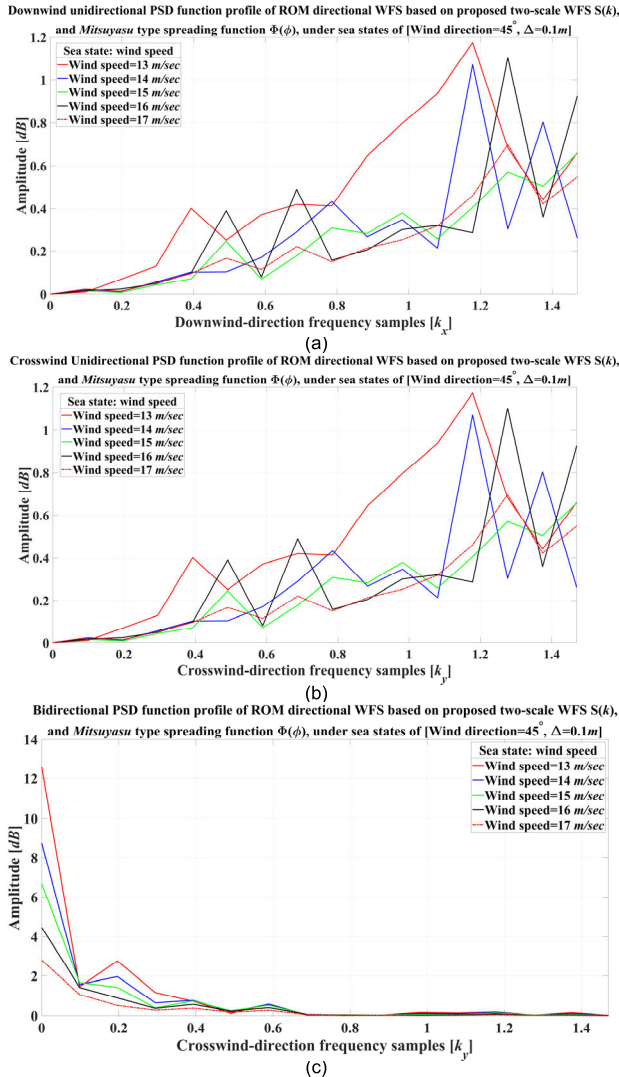 Downwind unidirectional PSD function profile of ROM directional WFS based on proposed two-scale WFS S(k),
and Mitsuyasu type spreading function Φ(ϕ), under sea states of [Wind direction=45°, Δ=0.1m]
1.2
1
0.8
0.6
0.4
0.2
0
Amplitude |dB]
Sea state: wind speed
Wind speed=13 m/sec
Wind speed=14 m/sec
Wind speed=15 m/sec
Wind speed=16 m/sec
Wind speed=17 m/sec
0 0.2 0.4 0.6 0.8 1 1.2 1.4
Downwind-direction frequency samples [k_x]
(a)
Crosswind Unidirectional PSD function profile of ROM directional WFS based on proposed two-scale WFS S(k),
and Mitsuyasu type spreading function Φ(ϕ), under sea states of [Wind direction=45°, Δ=0.1m]
1.2
1
0.8
0.6
0.4
0.2
0
Amplitude |dB]
Sea state: wind speed
Wind speed=13 m/sec
Wind speed=14 m/sec
Wind speed=15 m/sec
Wind speed=16 m/sec
Wind speed=17 m/sec
0 0.2 0.4 0.6 0.8 1 1.2 1.4
Crosswind-direction frequency samples [k_y]
(b)
Bidirectional PSD function profile of ROM directional WFS based on proposed two-scale WFS S(k),
and Mitsuyasu type spreading function Φ(ϕ), under sea states of [Wind direction=45°, Δ=0.1m]
14
12
10
8
6
4
2
0
Amplitude [dB]
Sea state: wind speed
Wind speed=13 m/sec
Wind speed=14 m/sec
Wind speed=15 m/sec
Wind speed=16 m/sec
Wind speed=17 m/sec
0 0.2 0.4 0.6 0.8 1 1.2 1.4
Crosswind-direction frequency samples [k_y]
(c)